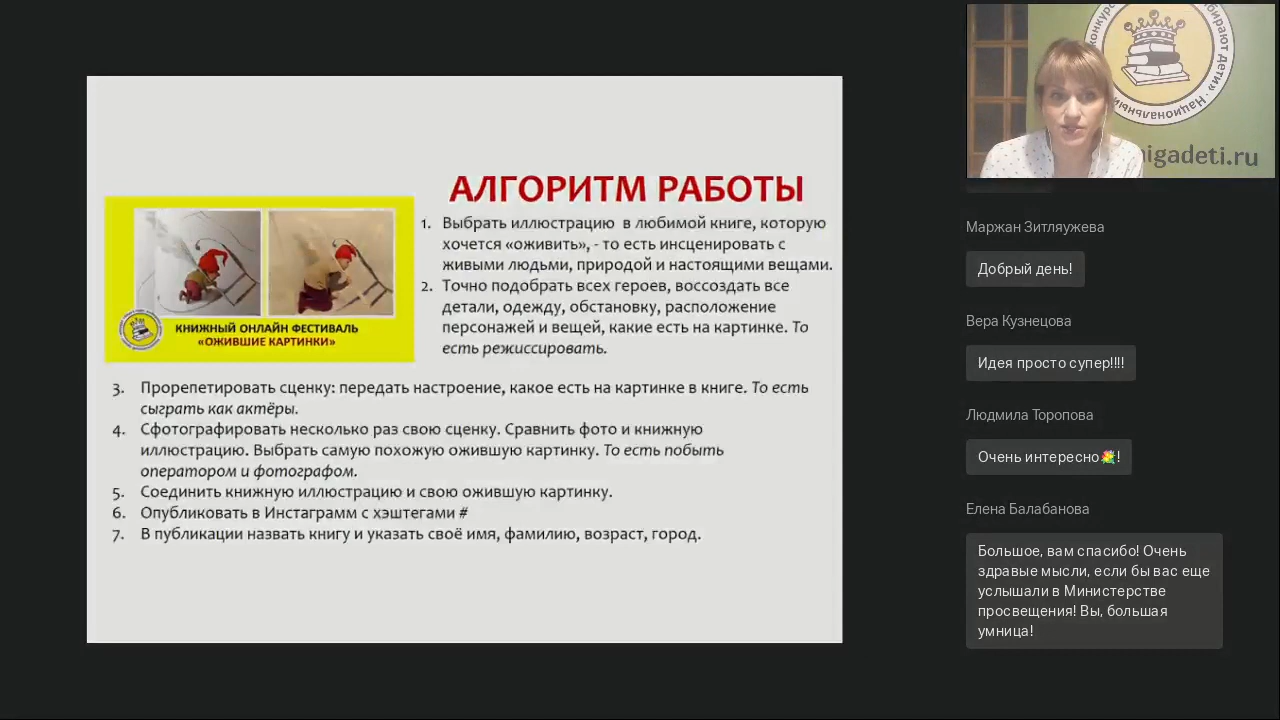 АЛГОРИТМ РАБОТЫ
1. Выбрать иллюстрацию в любимой книге, которую
хочется «оживить», - то есть инсценировать с
живыми людьми, природой и настоящими вещами.
2. Точно подобрать всех героев, воссоздать все
детали, одежду, обстановку, расположение
персонажей и вещей, какие есть на картинке. То
есть режиссировать.
КНИЖНЫЙ ОНЛАЙН ФЕСТИВАЛЬ
«ОЖИВШИЕ КАРТИНКИ»
3. Прорепетировать сценку: передать настроение, какое есть на картинке в книге. То есть
сыграть как актёры.
4. Сфотографировать несколько раз свою сценку. Сравнить фото и книжную
иллюстрацию. Выбрать самую похожую ожившую картинку. То есть побыть
оператором и фотографом.
5. Соединить книжную иллюстрацию и свою ожившую картинку.
6. Опубликовать в Инстаграмм с хэштегами #
7. В публикации назвать книгу и указать своё имя, фамилию, возраст, город.
дети» · Национальный
igadeti.ru
Маржан Зитляужева
Добрый день!
Вера Кузнецова
Идея просто супер!!!!
Людмила Торопова
Очень интересно💐!
Елена Балабанова
Большое, вам спасибо! Очень
здравые мысли, если бы вас еще
услышали в Министерстве
просвещения! Вы, большая
умница!